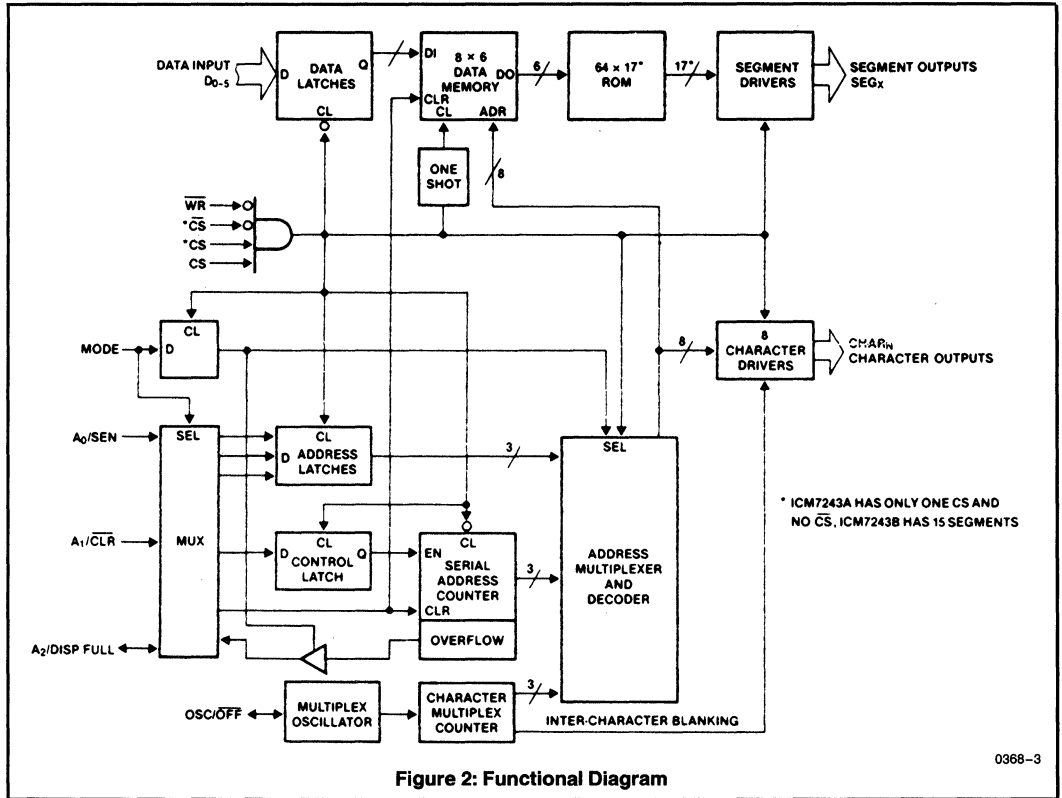 DATA INPUT
D0–5
D
DATA
LATCHES
Q
CL
DI
8 × 6
DATA
MEMORY
DO
CLR
CL
ADR
6
64 × 17*
ROM
17*
SEGMENT
DRIVERS
SEGMENT OUTPUTS
SEGX
ONE
SHOT
8
WR
*CS
*CS
CS
MODE
CL
D
8
8
CHARACTER
DRIVERS
CHARN
CHARACTER OUTPUTS
A0/SEN
SEL
MUX
CL
D
ADDRESS
LATCHES
3
SEL
ADDRESS
MULTIPLEXER
AND
DECODER
* ICM7243A HAS ONLY ONE CS AND
NO CS, ICM7243B HAS 15 SEGMENTS
A1/CLR
CL
D
Q
CONTROL
LATCH
CL
EN
SERIAL
ADDRESS
COUNTER
CLR
3
OVERFLOW
A2/DISP FULL
OSC/OFF
MULTIPLEX
OSCILLATOR
CHARACTER
MULTIPLEX
COUNTER
3
INTER-CHARACTER BLANKING
0368–3
Figure 2: Functional Diagram